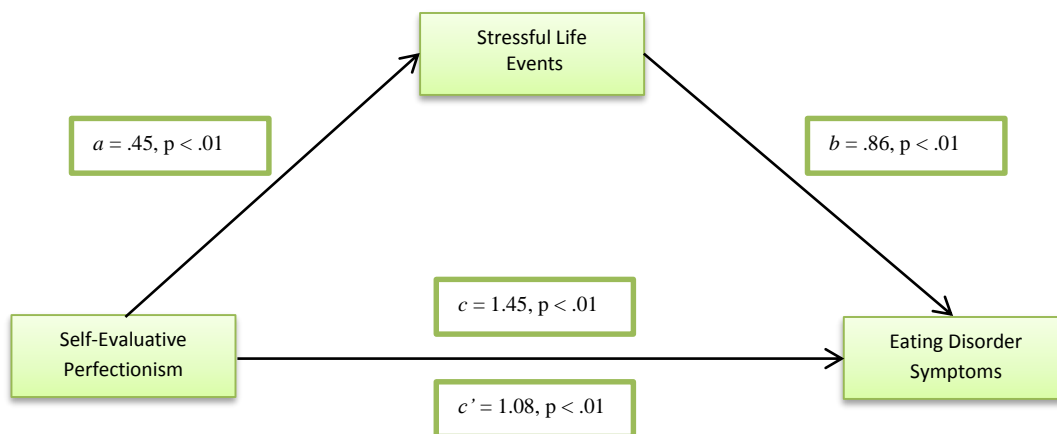 Stressful Life
Events
a = .45, p < .01
b = .86, p < .01
c = 1.45, p < .01
Self-Evaluative
Perfectionism
Eating Disorder
Symptoms
c’ = 1.08, p < .01